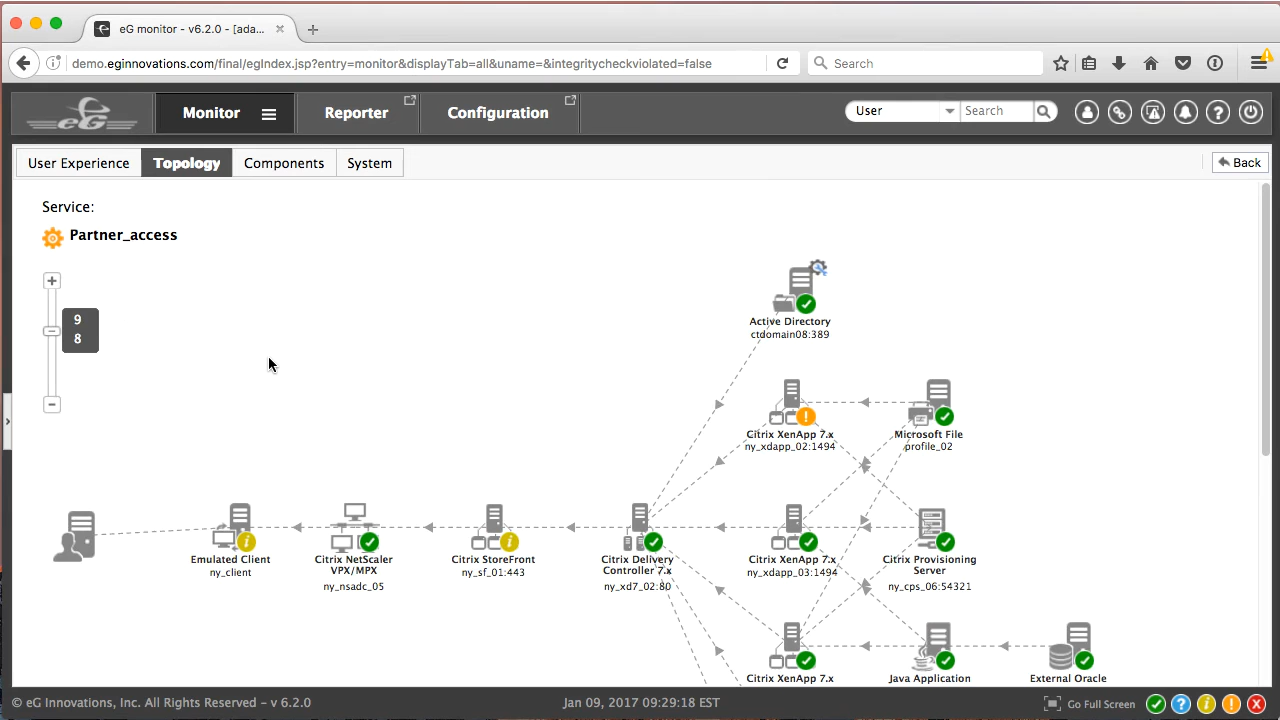 eG monitor - v6.2.0 - [ada...
demo.eginnovations.com/final/egIndex.jsp?entry=monitor&displayTab=all&uname=&integritycheckviolated=false
Search
eG
Monitor
Reporter
Configuration
User
Search
User Experience
Topology
Components
System
Back
Service:
Partner_access
9
8
Active Directory
ctdomain08:389
Citrix XenApp 7.x
ny_xdapp_02:1494
Microsoft File
profile_02
Emulated Client
ny_client
Citrix NetScaler
VPX/MPX
ny_nsadc_05
Citrix StoreFront
ny_sf_01:443
Citrix Delivery
Controller 7.x
ny_xd7_02:80
Citrix XenApp 7.x
ny_xdapp_03:1494
Citrix Provisioning
Server
ny_cps_06:54321
Citrix XenApp 7.x
Java Application
External Oracle
© eG Innovations, Inc. All Rights Reserved - v 6.2.0
Jan 09, 2017 09:29:18 EST
Go Full Screen